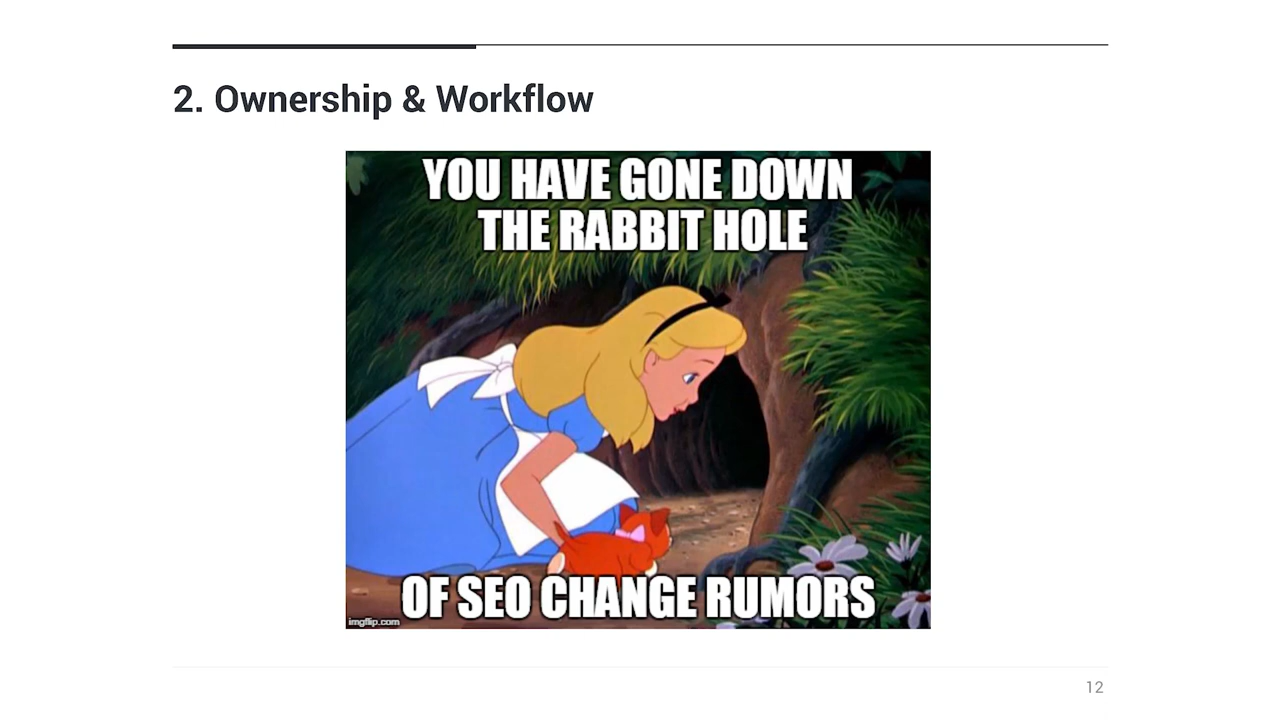 2. Ownership & Workflow
YOU HAVE GONE DOWN
THE RABBIT HOLE
OF SEO CHANGE RUMORS
imgflip.com
12